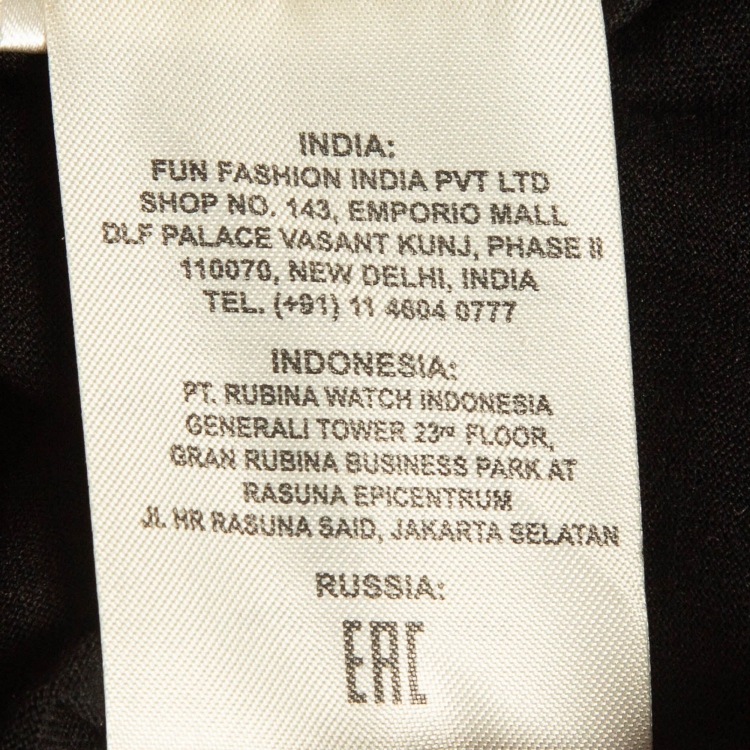 INDIA:
FUN FASHION INDIA PVT LTD
SHOP NO. 143, EMPORIO MALL
DLF PALACE VASANT KUNJ, PHASE II
110070, NEW DELHI, INDIA
TEL. (+91) 11 4604 0777
INDONESIA:
PT. RUBINA WATCH INDONESIA
GENERALI TOWER 23rd FLOOR,
GRAN RUBINA BUSINESS PARK AT
RASUNA EPICENTRUM
JL HR RASUNA SAID, JAKARTA SELATAN
RUSSIA:
EAC